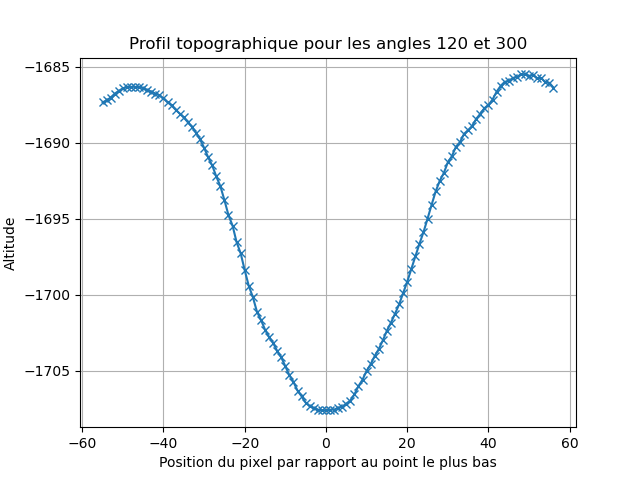 Profil topographique pour les angles 120 et 300
−1685
−1690
−1695
−1700
−1705
Altitude
−60 −40 −20 0 20 40 60
Position du pixel par rapport au point le plus bas